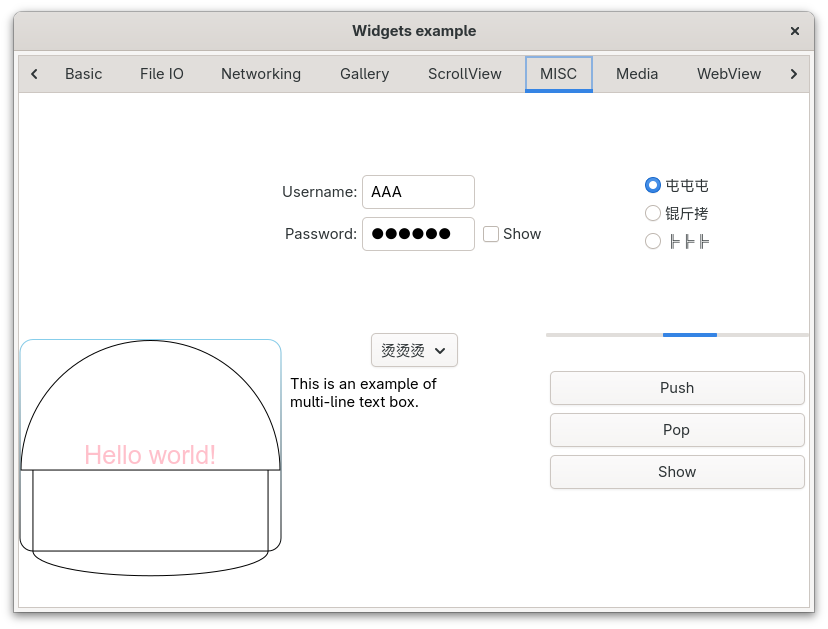 Widgets example
Basic File IO Networking Gallery ScrollView MISC Media WebView
Username: AAA
Password: ●●●●●● Show
屯屯屯
锟斤拷
╠╠╠
烫烫烫
This is an example of
multi-line text box.
Hello world!
Push
Pop
Show